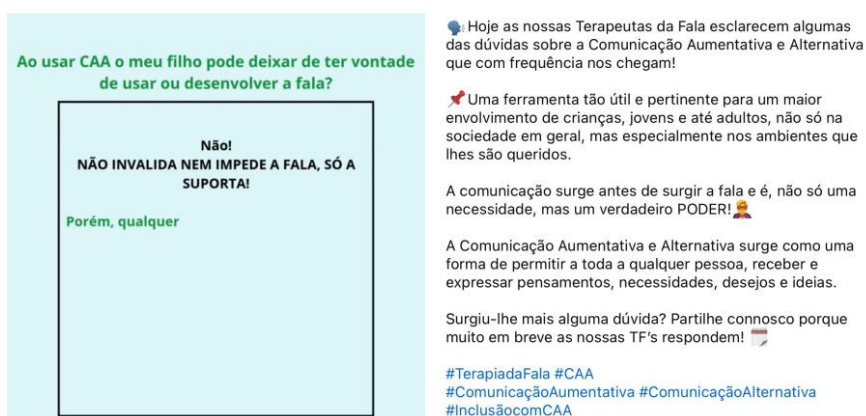 Ao usar CAA o meu filho pode deixar de ter vontade
de usar ou desenvolver a fala?
Não!
NÃO INVALIDA NEM IMPEDE A FALA, SÓ A
SUPORTA!
Porém, qualquer
🗣️Hoje as nossas Terapeutas da Fala esclarecem algumas
das dúvidas sobre a Comunicação Aumentativa e Alternativa
que com frequência nos chegam!
📌Uma ferramenta tão útil e pertinente para um maior
envolvimento de crianças, jovens e até adultos, não só na
sociedade em geral, mas especialmente nos ambientes que
lhes são queridos.
A comunicação surge antes de surgir a fala e é, não só uma
necessidade, mas um verdadeiro PODER!🦸
A Comunicação Aumentativa e Alternativa surge como uma
forma de permitir a toda a qualquer pessoa, receber e
expressar pensamentos, necessidades, desejos e ideias.
Surgiu-lhe mais alguma dúvida? Partilhe connosco porque
muito em breve as nossas TF's respondem! 🗒️
#TerapiadaFala #CAA
#ComunicaçãoAumentativa #ComunicaçãoAlternativa
#InclusãocomCAA